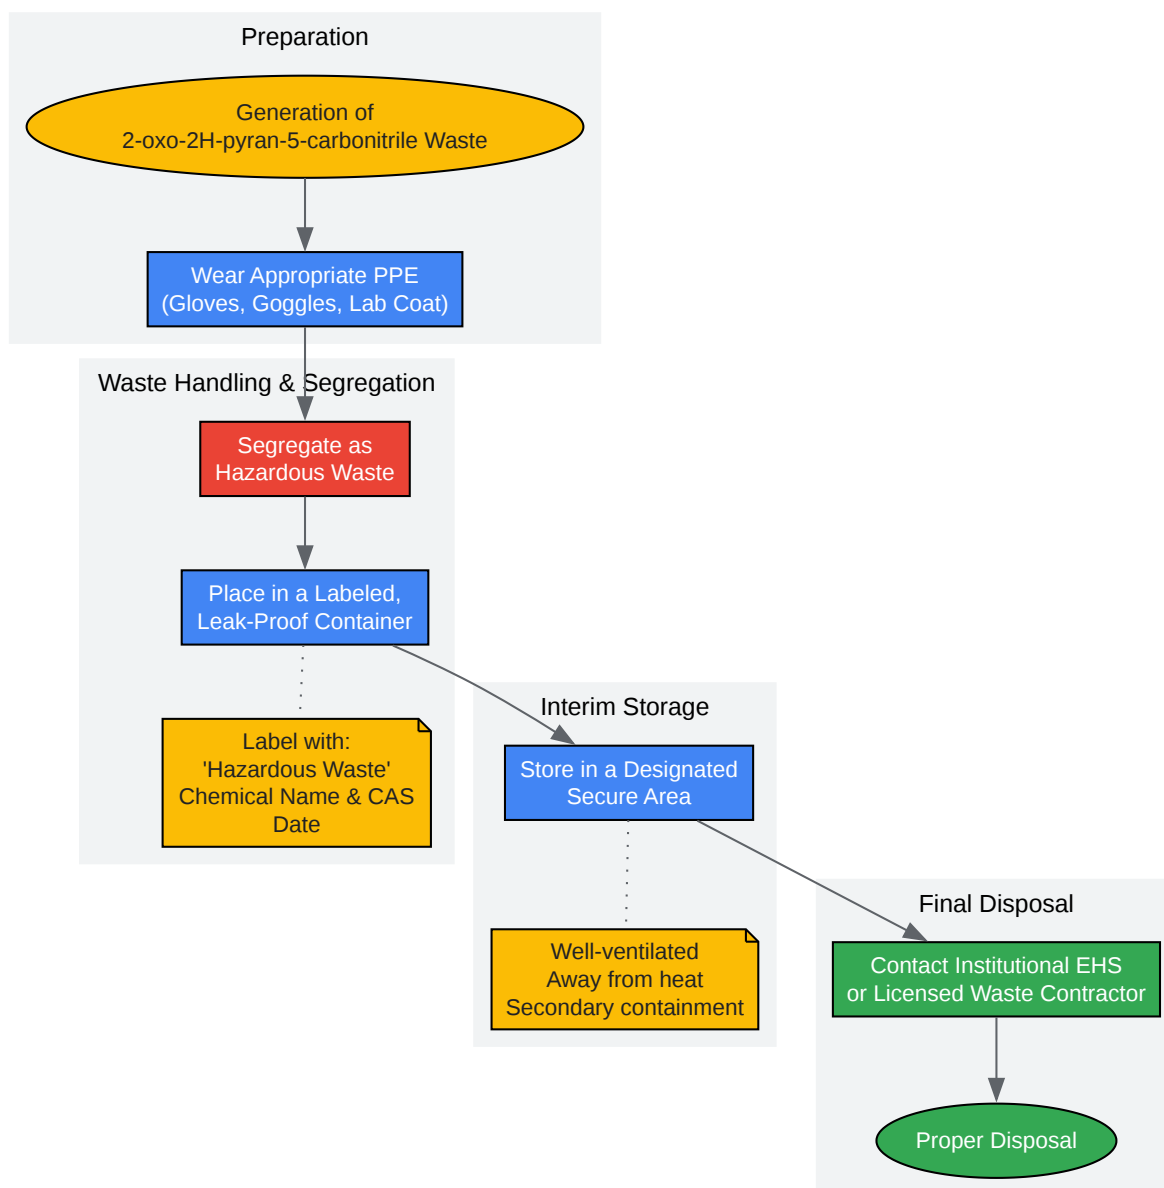 Preparation
Generation of
2-oxo-2H-pyran-5-carbonitrile Waste
Wear Appropriate PPE
(Gloves, Goggles, Lab Coat)
Waste Handling & Segregation
Segregate as
Hazardous Waste
Place in a Labeled,
Leak-Proof Container
Label with:
'Hazardous Waste'
Chemical Name & CAS
Date
Interim Storage
Store in a Designated
Secure Area
Well-ventilated
Away from heat
Secondary containment
Final Disposal
Contact Institutional EHS
or Licensed Waste Contractor
Proper Disposal